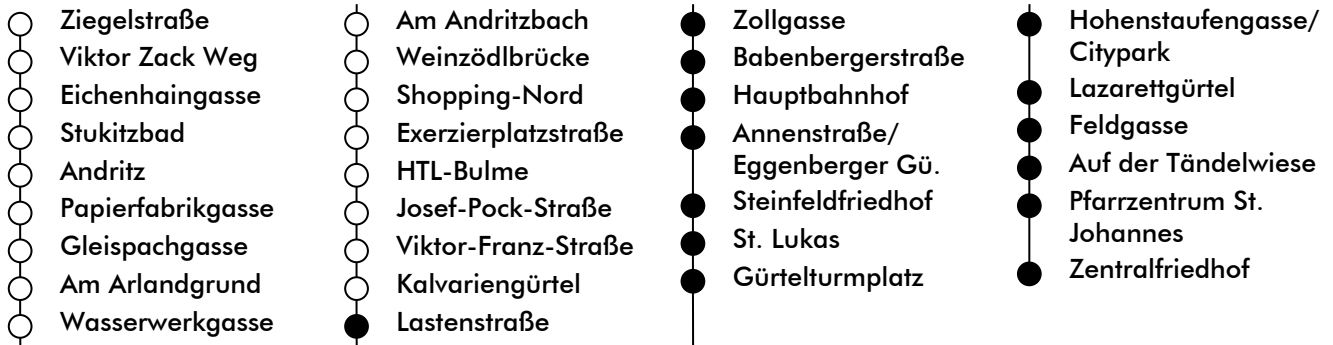 Ziegelstraße
Viktor Zack Weg
Eichenhaingasse
Stukitzbad
Andritz
Papierfabrikgasse
Gleispachgasse
Am Arlandgrund
Wasserwerkgasse
Am Andritzbach
Weinzödlbrücke
Shopping-Nord
Exerzierplatzstraße
HTL-Bulme
Josef-Pock-Straße
Viktor-Franz-Straße
Kalvariengürtel
Lastenstraße
Zollgasse
Babenbergerstraße
Hauptbahnhof
Annenstraße/
Eggenberger Gü.
Steinfeldfriedhof
St. Lukas
Gürtelturmplatz
Hohenstaufengasse/
Citypark
Lazarettgürtel
Feldgasse
Auf der Tändelwiese
Pfarrzentrum St.
Johannes
Zentralfriedhof